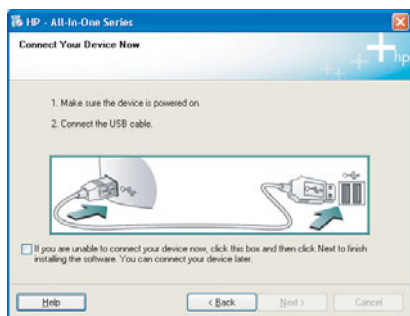 HP - All-In-One Series
Connect Your Device Now
hp
1. Make sure the device is powered on.
2. Connect the USB cable.
If you are unable to connect your device now, click this box and then click Next to finish
installing the software. You can connect your device later.
Help
< Back
Next >
Cancel